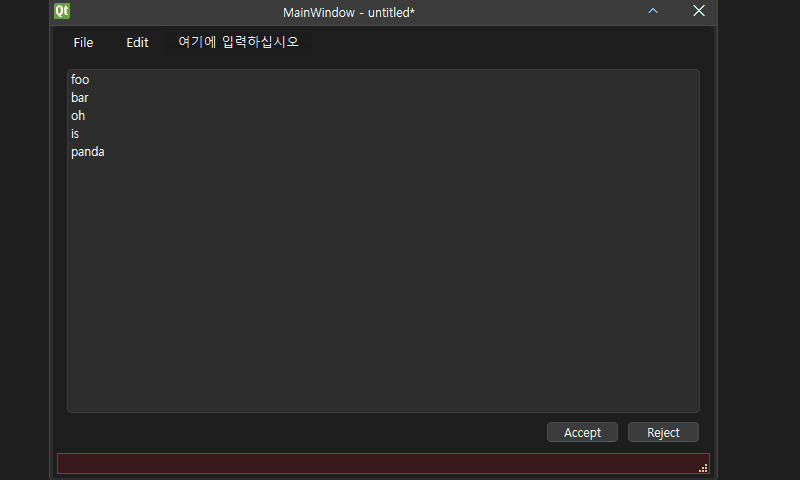 Qt MainWindow - untitled*
File Edit 여기에 입력하십시오
foo
bar
oh
is
panda
Accept Reject